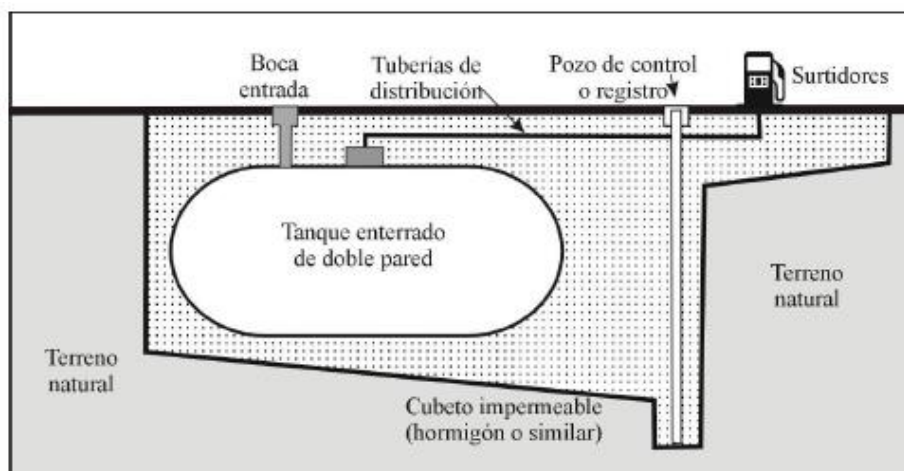 Boca
entrada
Tuberías de
distribución
Pozo de control
o registro
Surtidores
Tanque enterrado
de doble pared
Terreno
natural
Terreno
natural
Cubeto impermeable
(hormigón o similar)